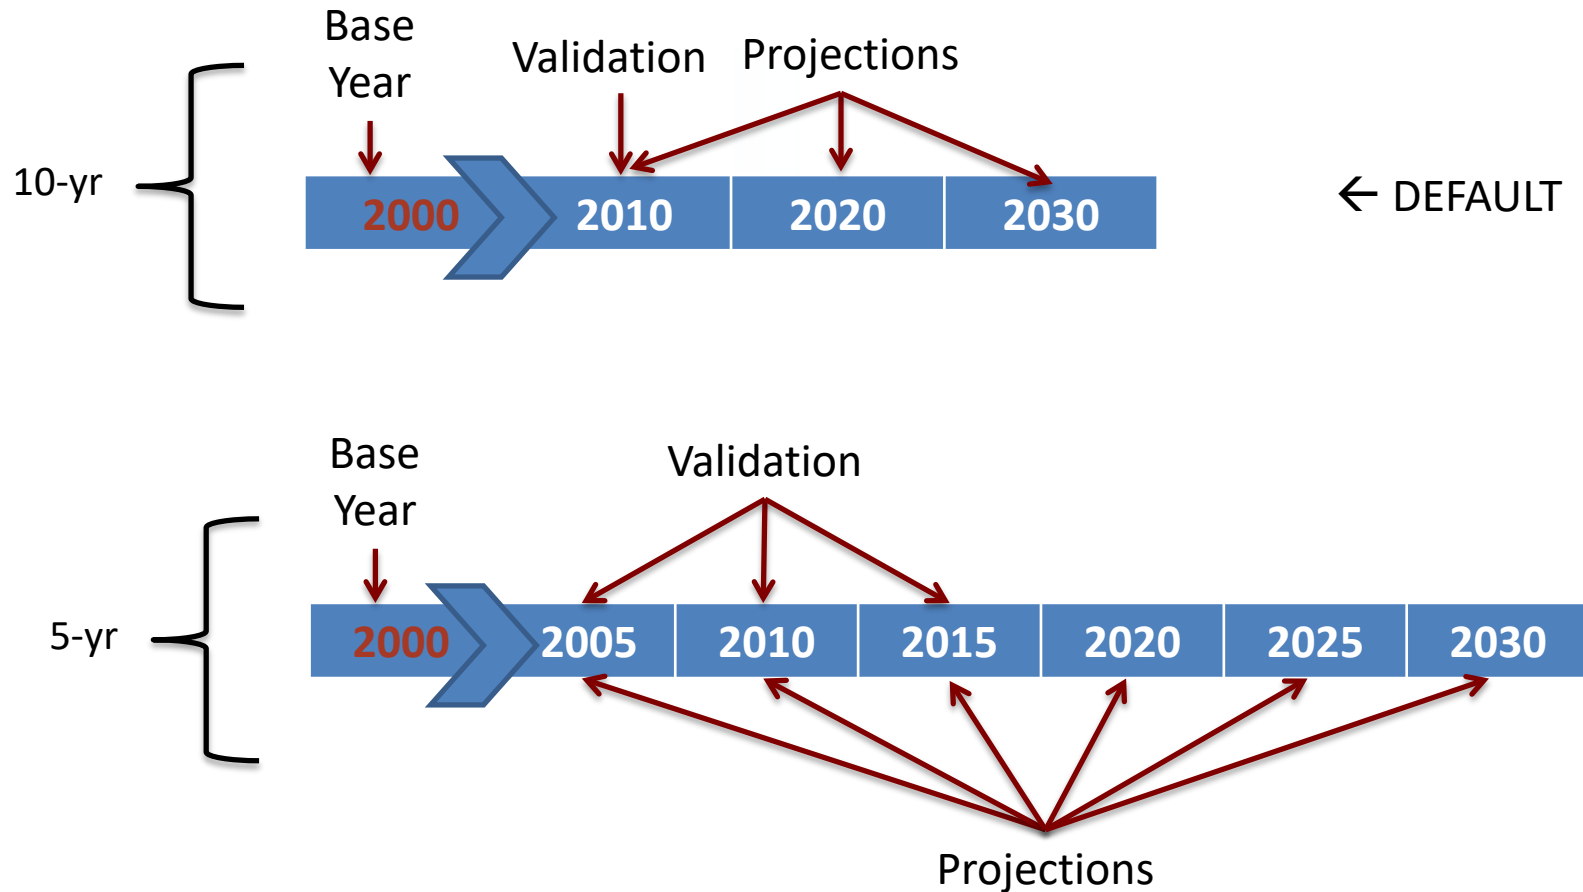 Base
Year
Validation
Projections
10-yr
2000
2010
2020
2030
← DEFAULT
Base
Year
Validation
5-yr
2000
2005
2010
2015
2020
2025
2030
Projections